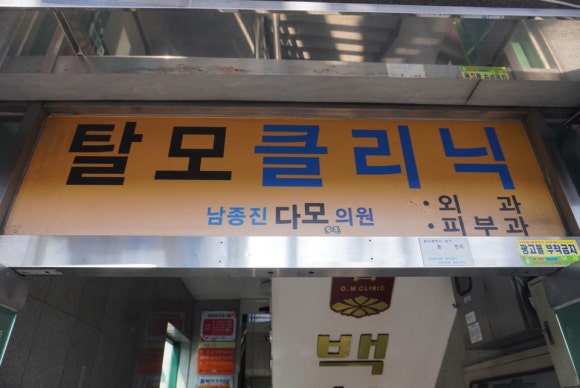 탈모클리닉
남종진 다모의원
·외 과
·피부과
광고물 부착금지
CLINIC
백